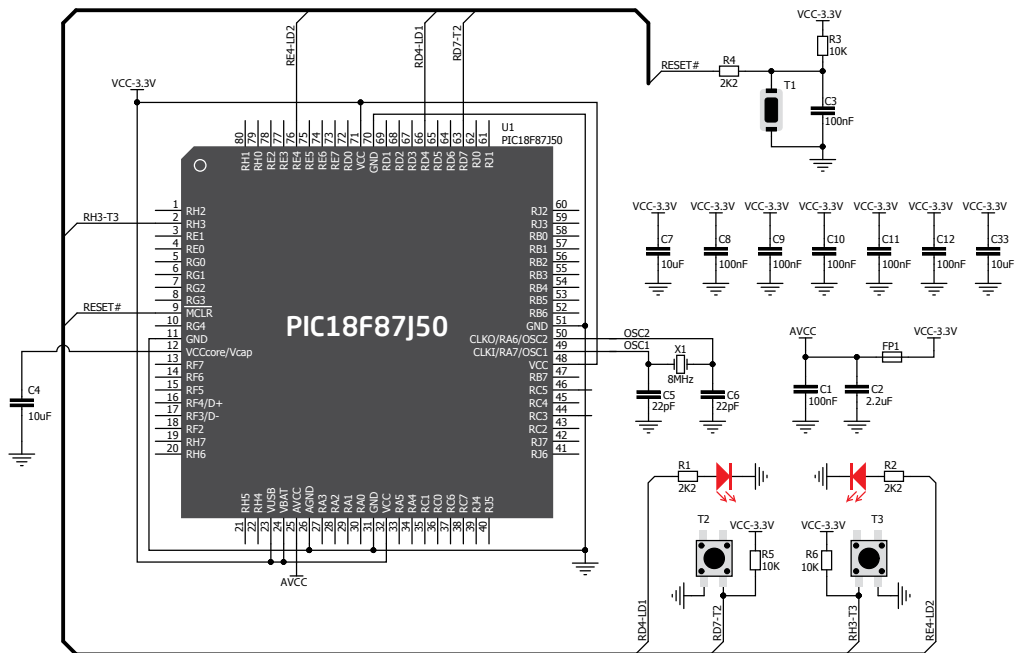 RE4-LD2
RD4-LD1
RD7-T2
VCC-3.3V
R3
10K
RESET#
R4
2K2
T1
C3
100nF
VCC-3.3V
U1
PIC18F87J50
80 79 78 77 76 75 74 73 72 71 70 69 68 67 66 65 64 63 62 61
RH1 RH0 RE2 RE3 RE4 RE5 RE6 RE7 RD0 VCC GND RD1 RD2 RD3 RD4 RD5 RD6 RD7 RJ0 RJ1
1 RH2
2 RH3
3 RE1
4 RE0
5 RG0
6 RG1
7 RG2
8 RG3
9 MCLR
10 RG4
11 GND
12 VCCcore/Vcap
13 RF7
14 RF6
15 RF5
16 RF4/D+
17 RF3/D-
18 RF2
19 RH7
20 RH6
RH3-T3
RESET#
C4
10uF
PIC18F87J50
RJ2 60
RJ3 59
RB0 58
RB1 57
RB2 56
RB3 55
RB4 54
RB5 53
RB6 52
GND 51
CLKO/RA6/OSC2 50
CLKI/RA7/OSC1 49
VCC 48
RB7 47
RC5 46
RC4 45
RC3 44
RC2 43
RJ7 42
RJ6 41
RH5 RH4 VUSB VBAT AVCC AGND RA3 RA2 RA1 RA0 GND VCC RA5 RA4 RC1 RC0 RC6 RC7 RJ4 RJ5
21 22 23 24 25 26 27 28 29 30 31 32 33 34 35 36 37 38 39 40
AVCC
VCC-3.3V VCC-3.3V VCC-3.3V VCC-3.3V VCC-3.3V VCC-3.3V VCC-3.3V
C7 C8 C9 C10 C11 C12 C33
10uF 100nF 100nF 100nF 100nF 100nF 10uF
OSC2
OSC1
X1
8MHz
C5
22pF
C6
22pF
AVCC
VCC-3.3V
FP1
C1
100nF
C2
2.2uF
R1
2K2
R2
2K2
T2
VCC-3.3V
R5
10K
VCC-3.3V
T3
R6
10K
RD4-LD1
RD7-T2
RH3-T3
RE4-LD2